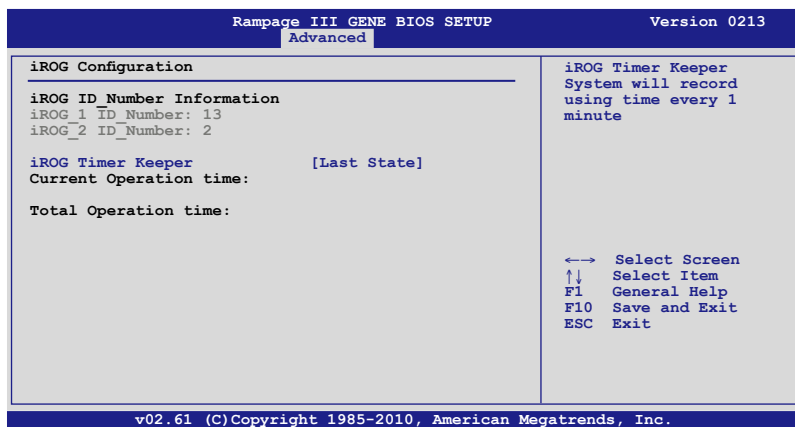 Rampage III GENE BIOS SETUP Version 0213
Advanced
iROG Configuration
iROG ID_Number Information
iROG_1 ID_Number: 13
iROG_2 ID_Number: 2
iROG Timer Keeper [Last State]
Current Operation time:
Total Operation time:
iROG Timer Keeper
System will record
using time every 1
minute
←→ Select Screen
↑↓ Select Item
F1 General Help
F10 Save and Exit
ESC Exit
v02.61 (C)Copyright 1985-2010, American Megatrends, Inc.